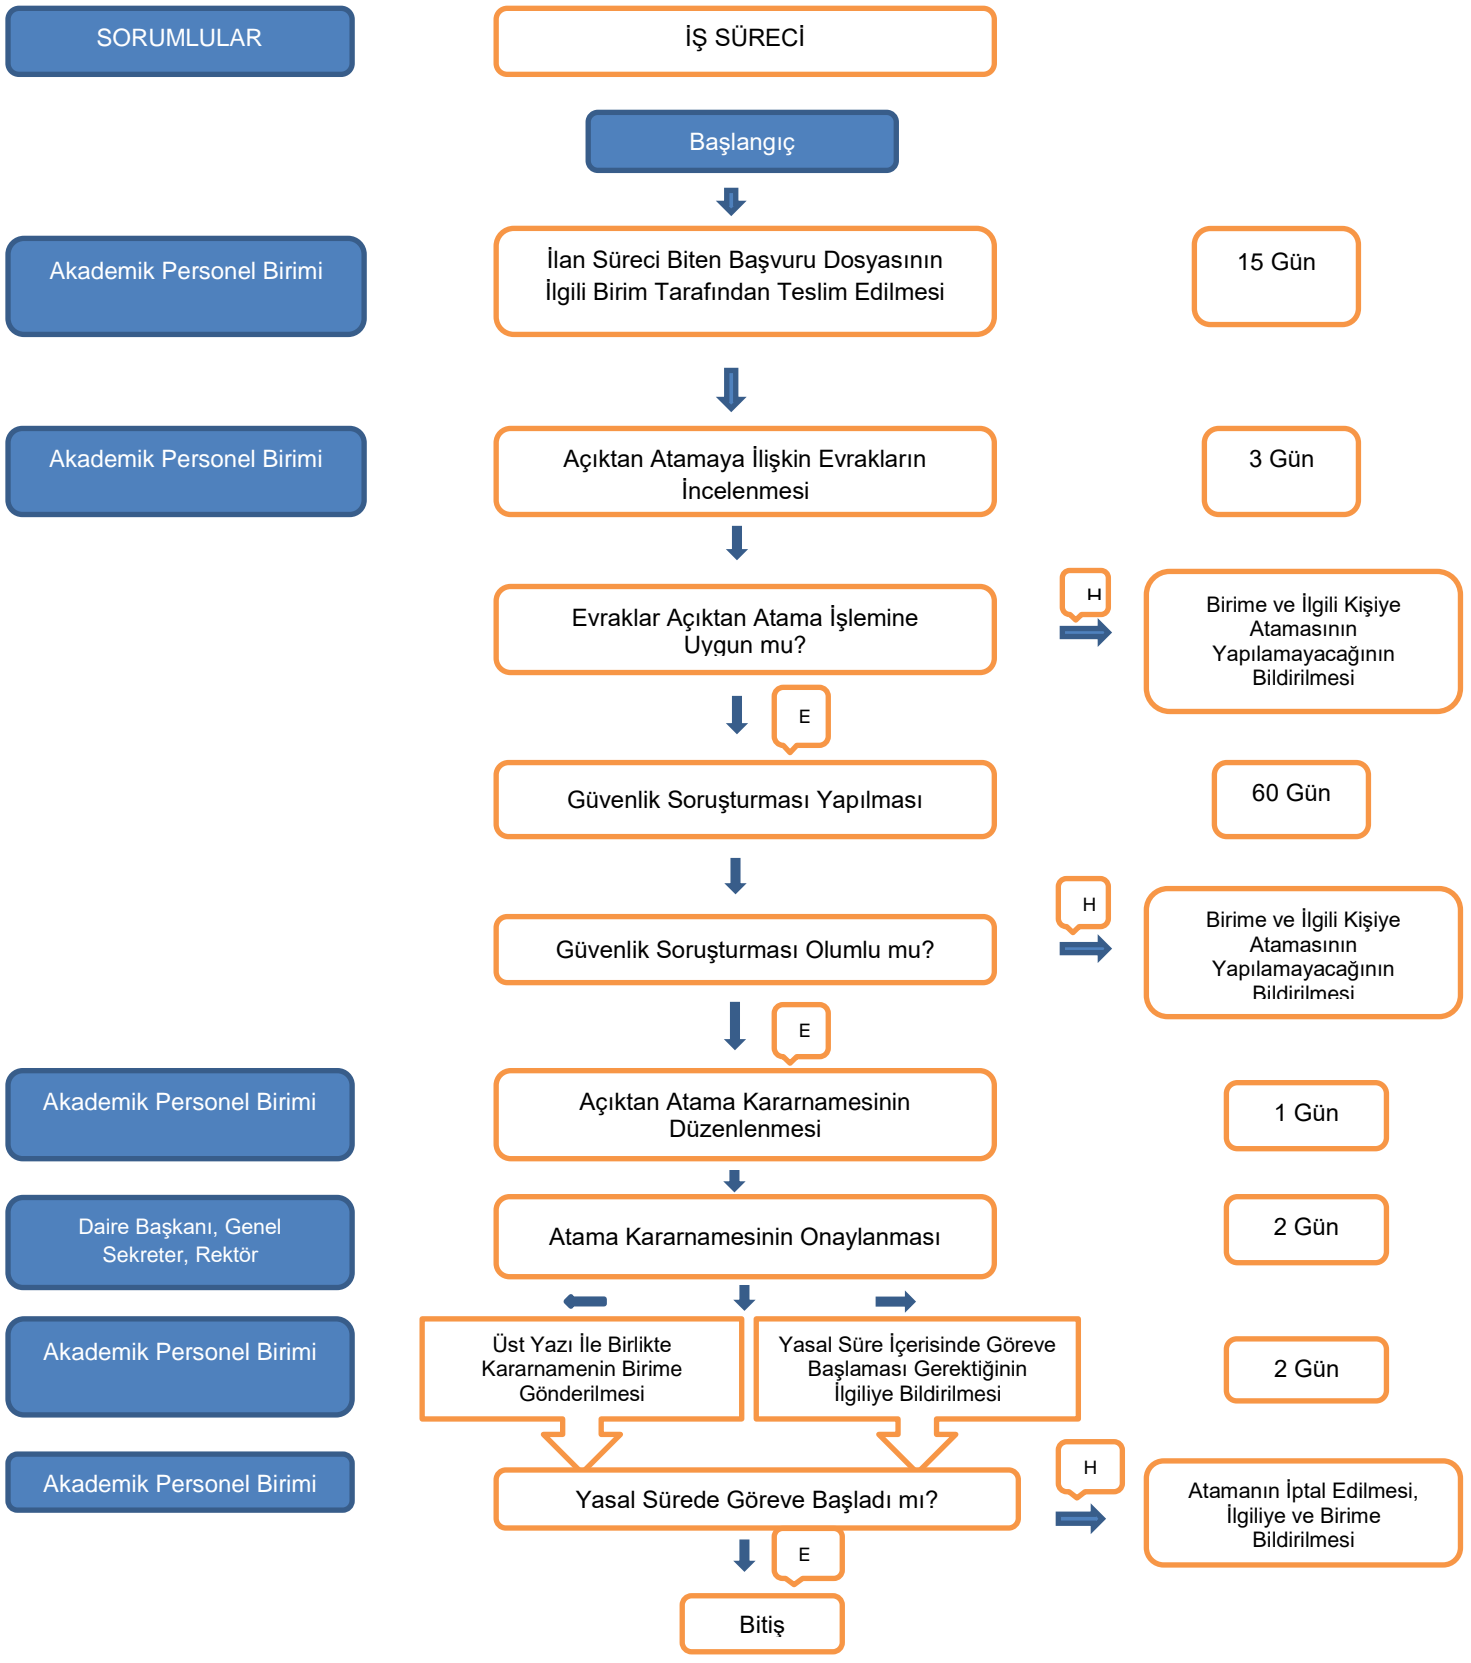 SORUMLULAR
İŞ SÜRECİ
Başlangıç
Akademik Personel Birimi
İlan Süreci Biten Başvuru Dosyasının
İlgili Birim Tarafından Teslim Edilmesi
15 Gün
Akademik Personel Birimi
Açıktan Atamaya İlişkin Evrakların
İncelenmesi
3 Gün
Evraklar Açıktan Atama İşlemine
Uygun mu?
H
Birime ve İlgili Kişiye
Atamasının
Yapılamayacağının
Bildirilmesi
E
Güvenlik Soruşturması Yapılması
60 Gün
Güvenlik Soruşturması Olumlu mu?
H
Birime ve İlgili Kişiye
Atamasının
Yapılamayacağının
Bildirilmesi
E
Akademik Personel Birimi
Açıktan Atama Kararnamesinin
Düzenlenmesi
1 Gün
Daire Başkanı, Genel
Sekreter, Rektör
Atama Kararnamesinin Onaylanması
2 Gün
Akademik Personel Birimi
Üst Yazı İle Birlikte
Kararnamenin Birime
Gönderilmesi
Yasal Süre İçerisinde Göreve
Başlaması Gerektiğinin
İlgiliye Bildirilmesi
2 Gün
Akademik Personel Birimi
Yasal Sürede Göreve Başladı mı?
H
Atamanın İptal Edilmesi,
İlgiliye ve Birime
Bildirilmesi
E
Bitiş